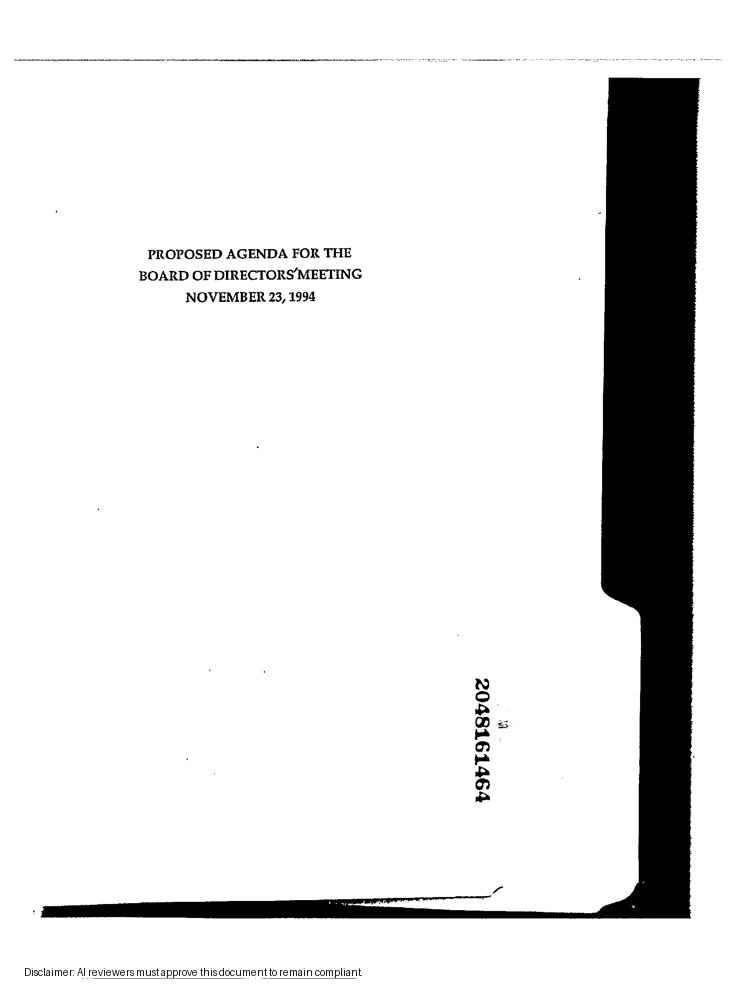 PROPOSED AGENDA FOR THE
BOARD OF DIRECTORS'MEETING
NOVEMBER 23, 1994
2048161464
Disclaimer: AI reviewers must approve this document to remain compliant.